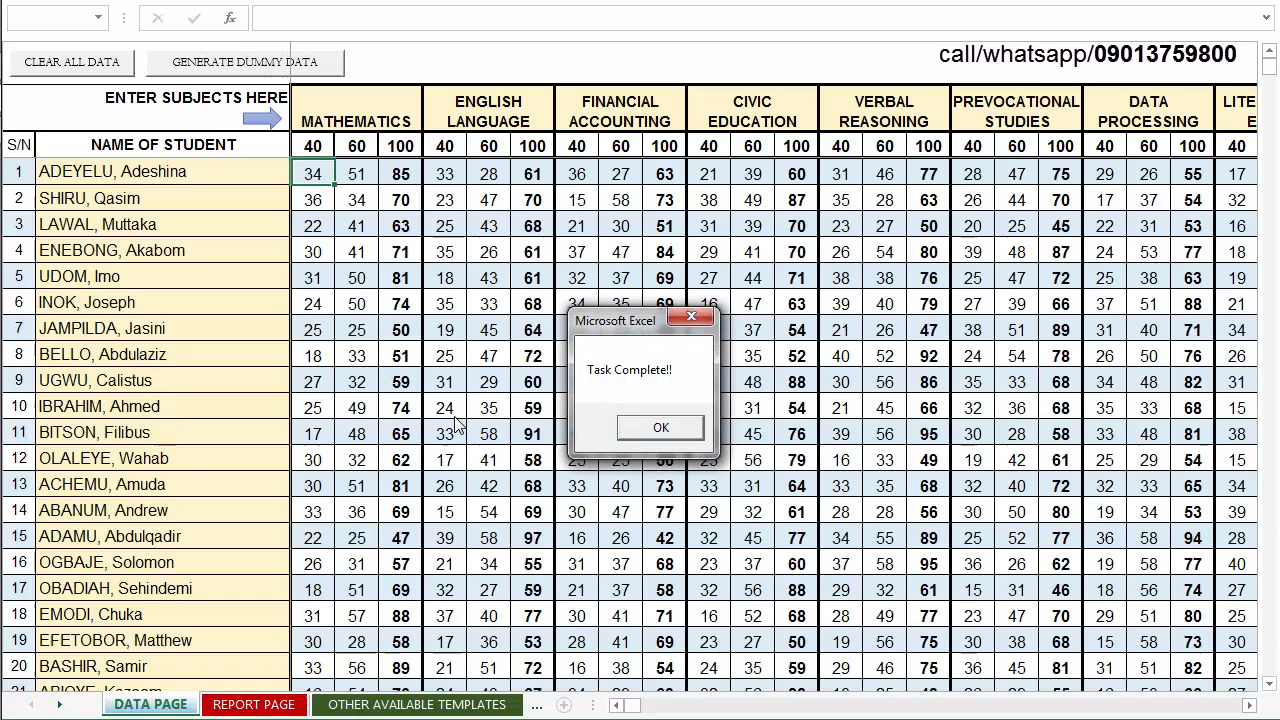 fx
CLEAR ALL DATA GENERATE DUMMY DATA call/whatsapp/09013759800
ENTER SUBJECTS HERE
MATHEMATICS ENGLISH LANGUAGE FINANCIAL ACCOUNTING CIVIC EDUCATION VERBAL REASONING PREVOCATIONAL STUDIES DATA PROCESSING LITE E
S/N NAME OF STUDENT 40 60 100 40 60 100 40 60 100 40 60 100 40 60 100 40 60 100 40 60 100 40
1 ADEYELU, Adeshina 34 51 85 33 28 61 36 27 63 21 39 60 31 46 77 28 47 75 29 26 55 17
2 SHIRU, Qasim 36 34 70 23 47 70 15 58 73 38 49 87 35 28 63 26 44 70 17 37 54 32
3 LAWAL, Muttaka 22 41 63 25 43 68 21 30 51 31 39 70 23 27 50 20 25 45 22 31 53 16
4 ENEBONG, Akabom 30 41 71 35 26 61 37 47 84 29 41 70 26 54 80 39 48 87 24 53 77 18
5 UDOM, Imo 31 50 81 18 43 61 32 37 69 27 44 71 38 38 76 25 47 72 25 38 63 19
6 INOK, Joseph 24 50 74 35 33 68 34 35 69 16 47 63 39 40 79 27 39 66 37 51 88 21
7 JAMPILDA, Jasini 25 25 50 19 45 64 37 54 21 26 47 38 51 89 31 40 71 35
8 BELLO, Abdulaziz 18 33 51 25 47 72 35 52 40 52 92 24 54 78 26 50 76 26
9 UGWU, Calistus 27 32 59 31 29 60 48 88 30 56 86 35 33 68 34 48 82 31
10 IBRAHIM, Ahmed 25 49 74 24 35 59 31 54 21 45 66 32 36 68 33 35 68 15
11 BITSON, Filibus 17 48 65 33 58 91 45 76 39 56 95 30 28 58 33 48 81 38
12 OLALEYE, Wahab 30 32 62 17 41 58 23 56 79 16 33 49 19 42 61 25 29 54 15
13 ACHEMU, Amuda 30 51 81 26 42 68 33 40 73 33 31 64 33 35 68 32 40 72 32 33 65 34
14 ABANUM, Andrew 33 36 69 15 54 69 30 47 77 29 32 61 28 28 56 30 50 80 19 34 53 39
15 ADAMU, Abdulqadir 22 25 47 39 58 97 16 26 42 32 45 77 34 55 89 25 52 77 36 58 94 28
16 OGBAJE, Solomon 26 31 57 21 34 55 31 37 68 23 37 60 37 58 95 36 26 62 19 58 77 40
17 OBADIAH, Sehindemi 18 51 69 32 27 59 21 37 58 32 56 88 29 32 61 15 31 46 18 56 74 27
18 EMODI, Chuka 31 57 88 37 40 77 30 41 71 16 52 68 28 49 77 23 47 70 29 51 80 25
19 EFETOBOR, Matthew 30 28 58 17 36 53 28 41 69 23 27 50 19 56 75 30 38 68 15 58 73 30
20 BASHIR, Samir 33 56 89 21 51 72 16 38 54 24 35 59 29 46 75 36 45 81 31 51 82 25
Microsoft Excel
Task Complete!!
OK
DATA PAGE REPORT PAGE OTHER AVAILABLE TEMPLATES ...